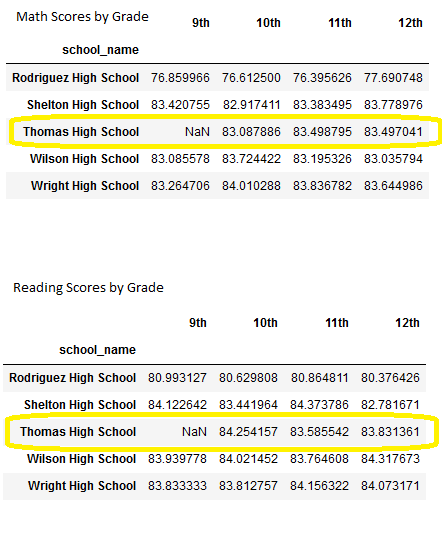 Math Scores by Grade 9th 10th 11th 12th
school_name
Rodriguez High School 76.859966 76.612500 76.395626 77.690748
Shelton High School 83.420755 82.917411 83.383495 83.778976
Thomas High School NaN 83.087886 83.498795 83.497041
Wilson High School 83.085578 83.724422 83.195326 83.035794
Wright High School 83.264706 84.010288 83.836782 83.644986
Reading Scores by Grade
9th 10th 11th 12th
school_name
Rodriguez High School 80.993127 80.629808 80.864811 80.376426
Shelton High School 84.122642 83.441964 84.373786 82.781671
Thomas High School NaN 84.254157 83.585542 83.831361
Wilson High School 83.939778 84.021452 83.764608 84.317673
Wright High School 83.833333 83.812757 84.156322 84.073171